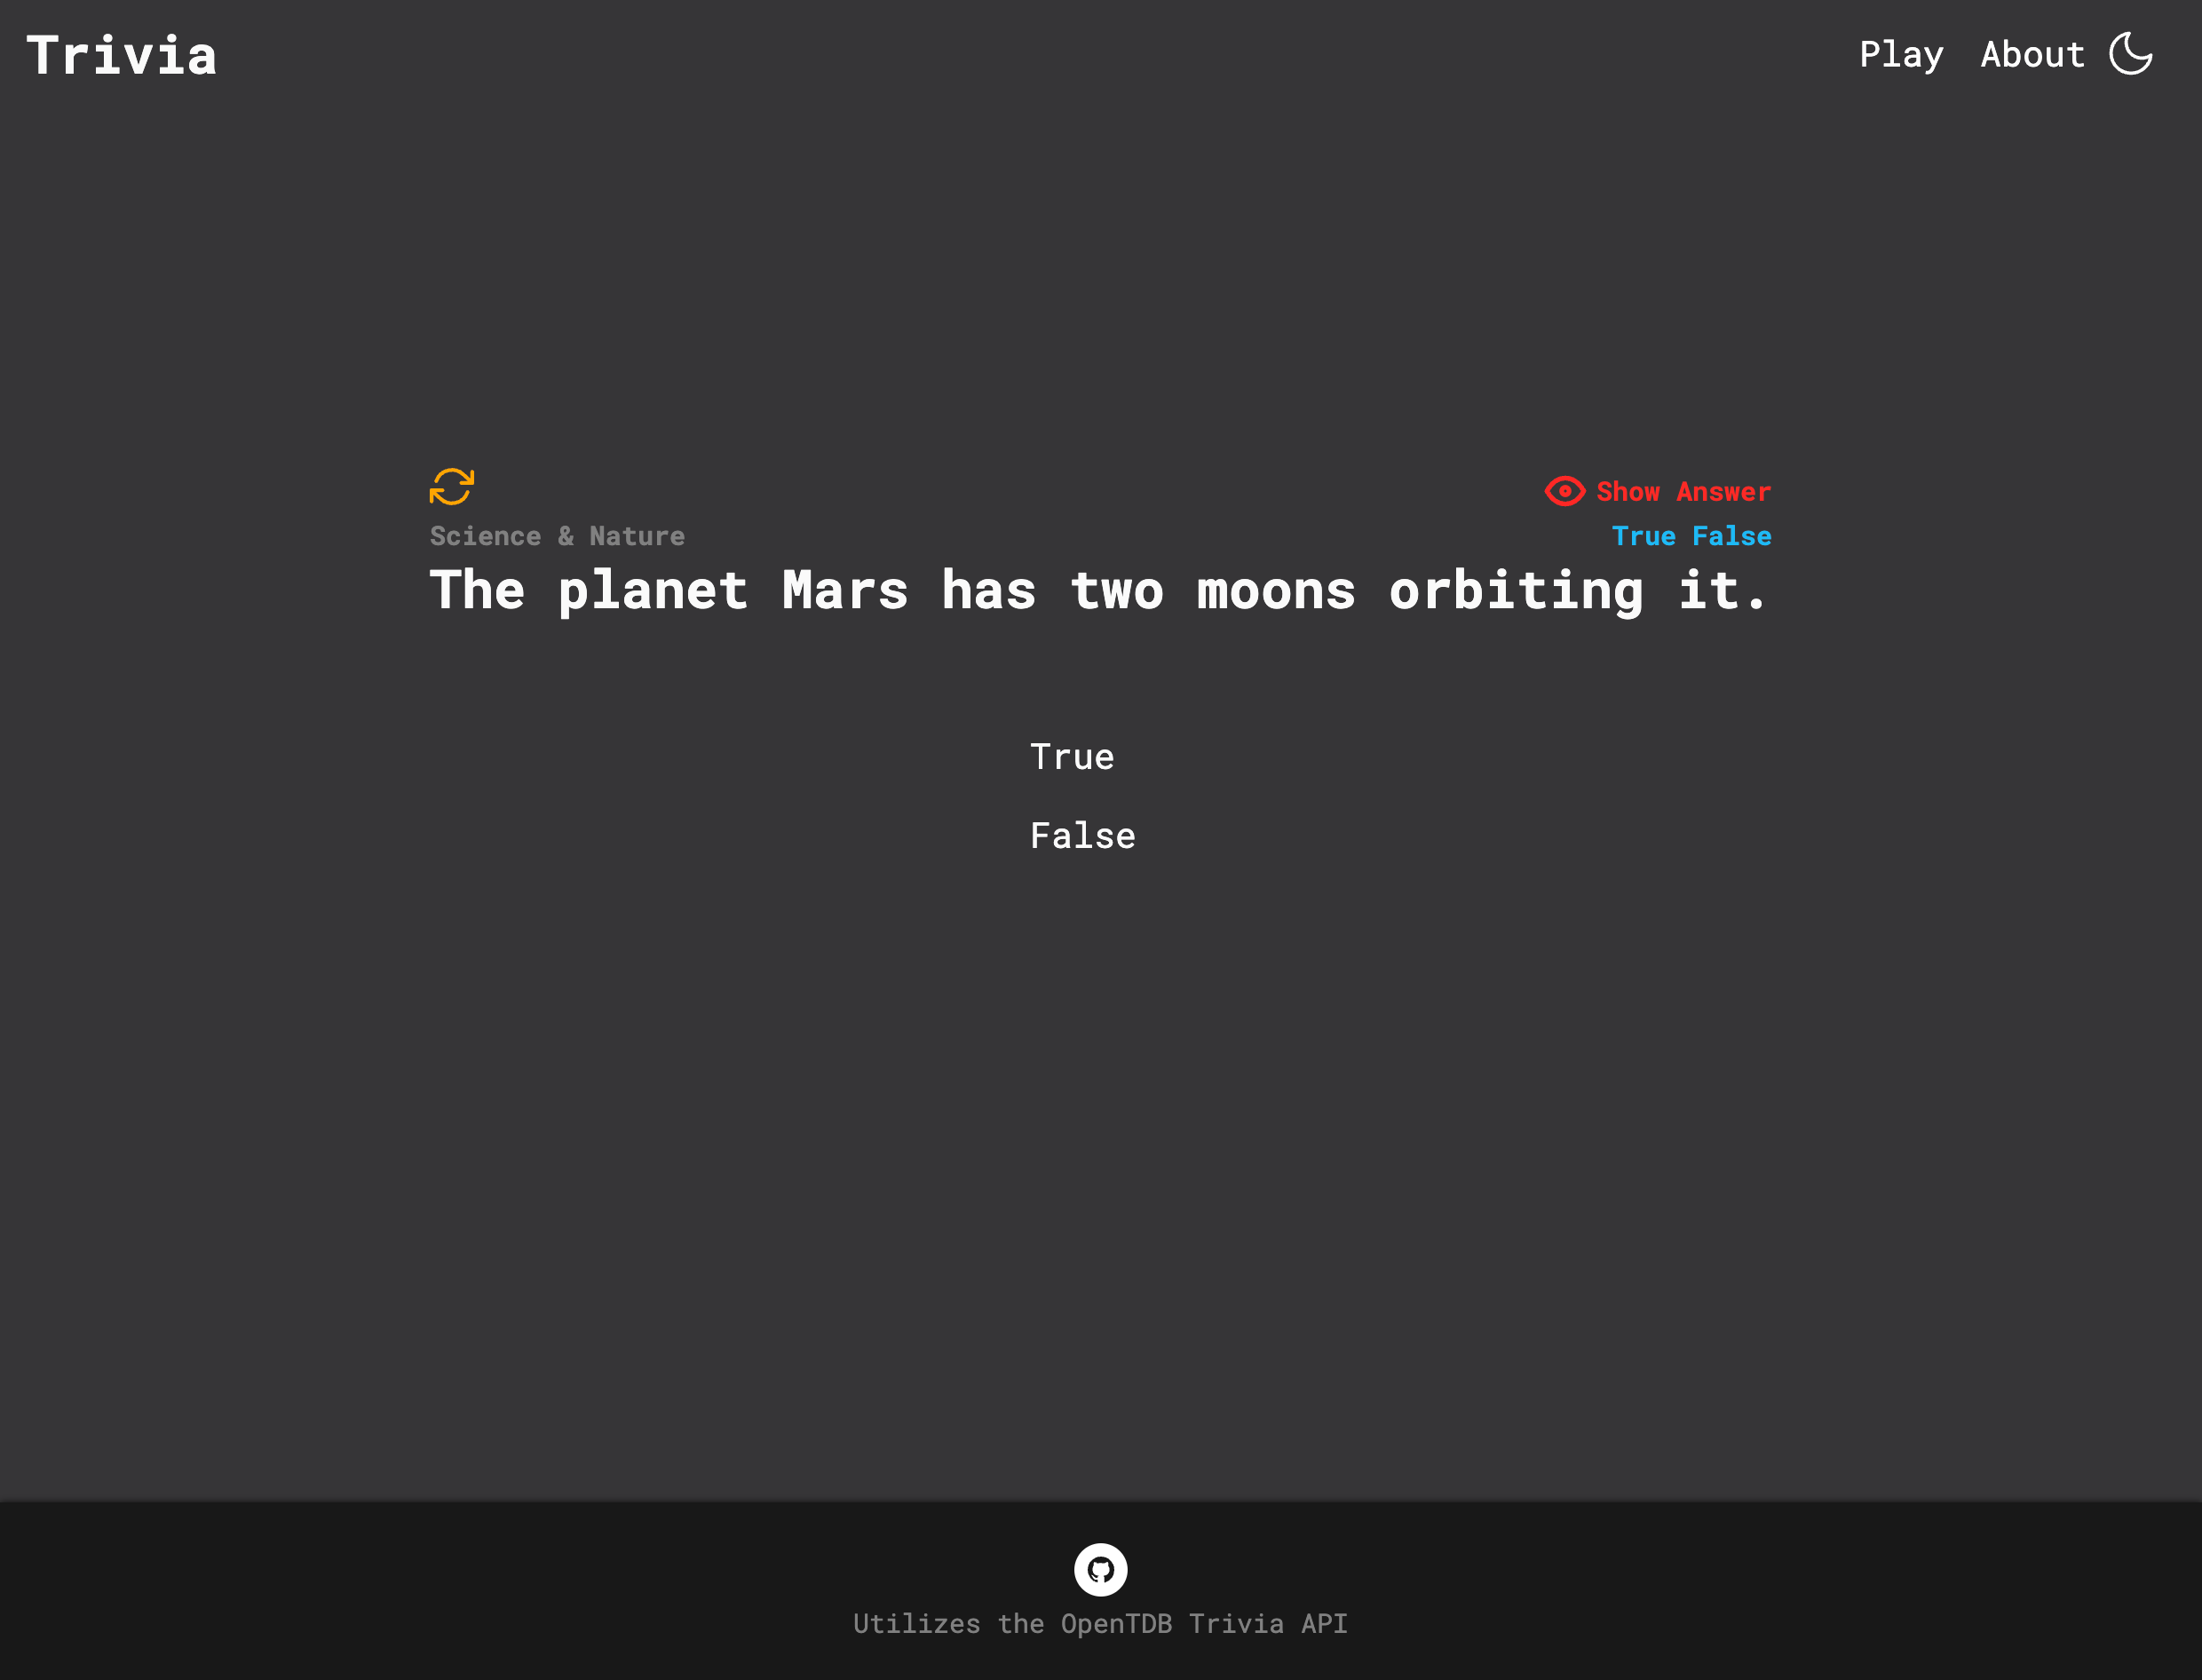 Trivia
Play About
Show Answer
Science & Nature
True False
The planet Mars has two moons orbiting it.
True
False
Utilizes the OpenTDB Trivia API